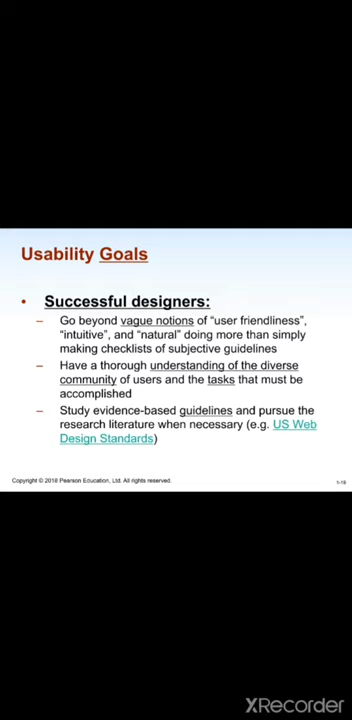 Usability Goals
• Successful designers:
– Go beyond vague notions of “user friendliness”,
“intuitive”, and “natural” doing more than simply
making checklists of subjective guidelines
– Have a thorough understanding of the diverse
community of users and the tasks that must be
accomplished
– Study evidence-based guidelines and pursue the
research literature when necessary (e.g. US Web
Design Standards)
Copyright © 2018 Pearson Education, Ltd. All rights reserved.
1-19
XRecorder